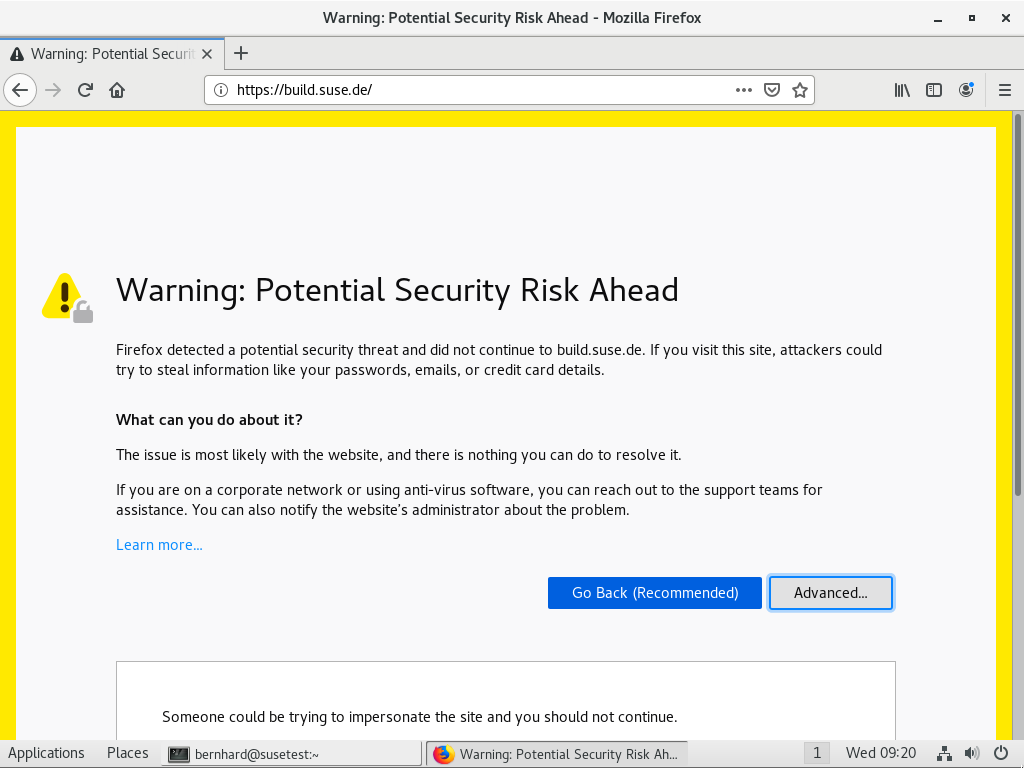 Warning: Potential Security Risk Ahead - Mozilla Firefox
Warning: Potential Securit
https://build.suse.de/
Warning: Potential Security Risk Ahead
Firefox detected a potential security threat and did not continue to build.suse.de. If you visit this site, attackers could
try to steal information like your passwords, emails, or credit card details.
What can you do about it?
The issue is most likely with the website, and there is nothing you can do to resolve it.
If you are on a corporate network or using anti-virus software, you can reach out to the support teams for
assistance. You can also notify the website's administrator about the problem.
Learn more...
Go Back (Recommended) Advanced...
Someone could be trying to impersonate the site and you should not continue.
Applications Places bernhard@susetest:~ Warning: Potential Security Risk Ah... 1 Wed 09:20